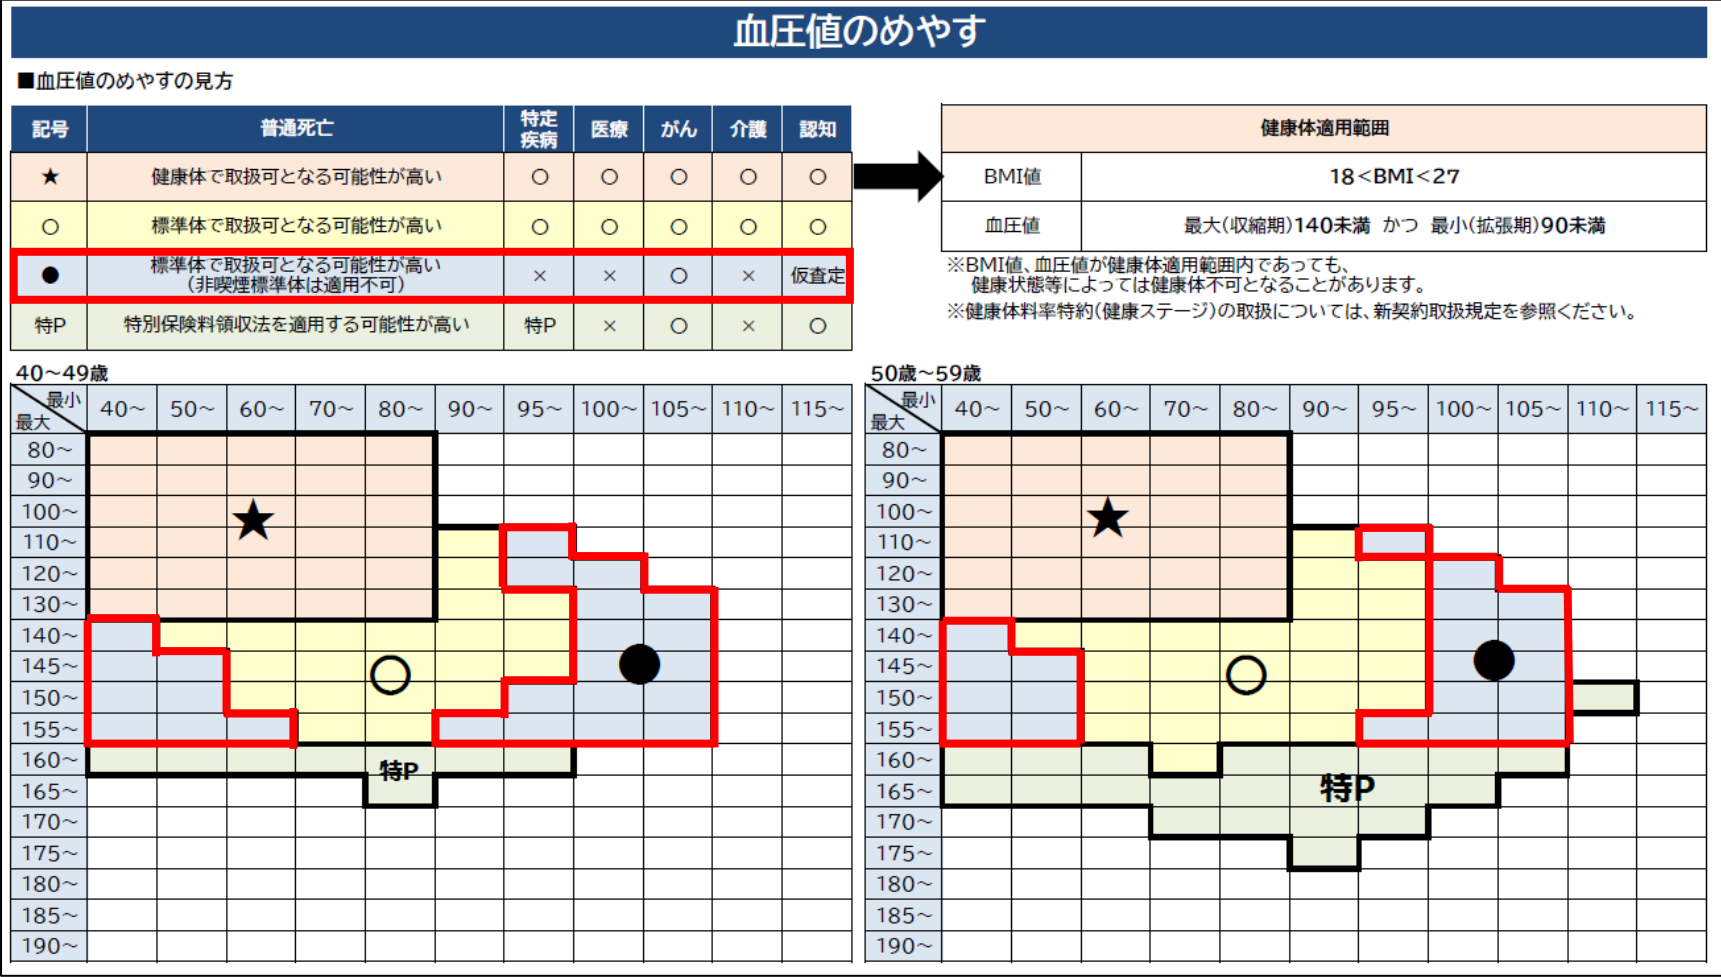 血圧値のめやす
■血圧値のめやすの見方
記号 普通死亡 特定疾病 医療 がん 介護 認知
★ 健康体で取扱可となる可能性が高い ○ ○ ○ ○ ○
○ 標準体で取扱可となる可能性が高い ○ ○ ○ ○ ○
● 標準体で取扱可となる可能性が高い × × ○ × 仮査定
(非喫煙標準体は適用不可)
特P 特別保険料領収法を適用する可能性が高い 特P × ○ × ○
健康体適用範囲
BMI値 18<BMI<27
血圧値 最大(収縮期)140未満 かつ 最小(拡張期)90未満
※BMI値、血圧値が健康体適用範囲内であっても、
健康状態等によっては健康体不可となることがあります。
※健康体料率特約(健康ステージ)の取扱については、新契約取扱規定を参照ください。
40~49歳
最小
最大
40~ 50~ 60~ 70~ 80~ 90~ 95~ 100~ 105~ 110~ 115~
80~
90~
100~
★
110~
120~
130~
140~
145~
○ ●
150~
155~
160~
特P
165~
170~
175~
180~
185~
190~
50歳~59歳
最小
最大
40~ 50~ 60~ 70~ 80~ 90~ 95~ 100~ 105~ 110~ 115~
80~
90~
100~
★
110~
120~
130~
140~
145~
○ ●
150~
155~
160~
165~
特P
170~
175~
180~
185~
190~